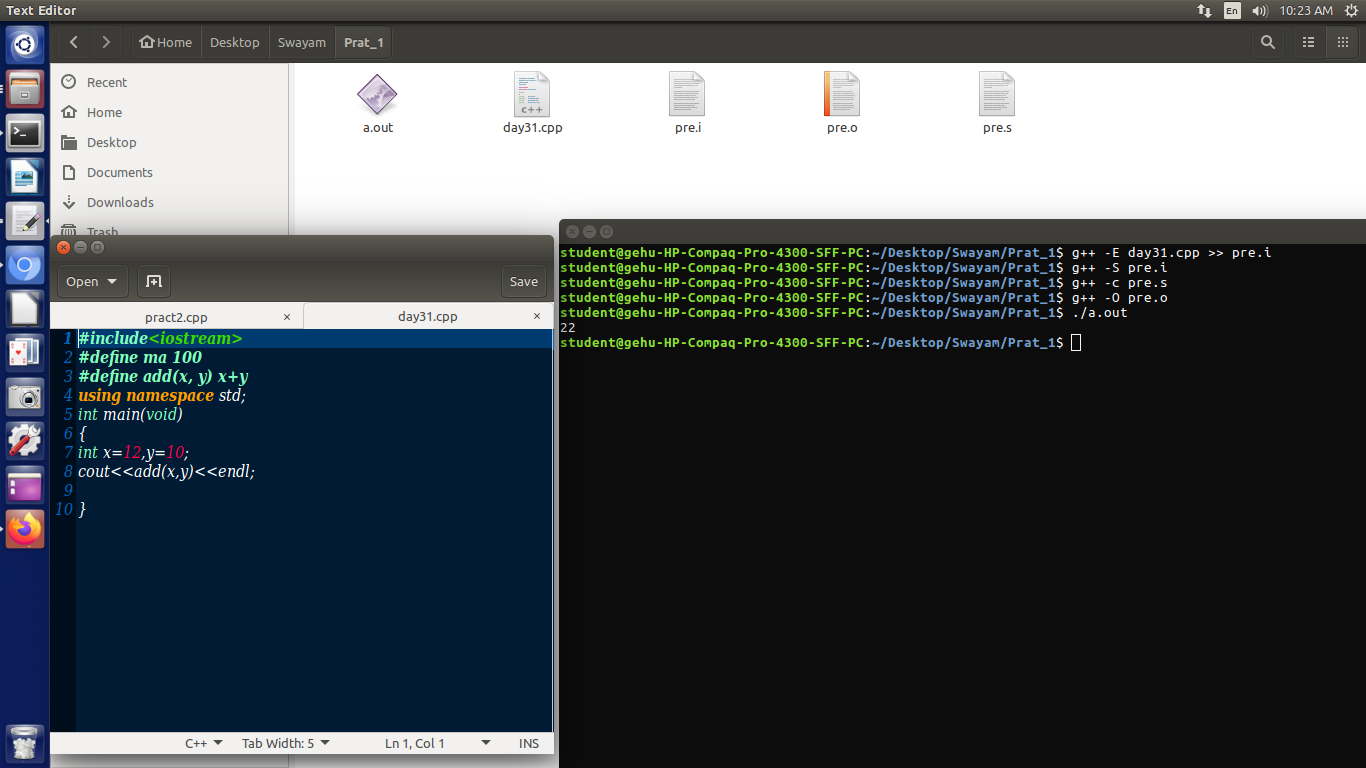 Text Editor
En
10:23 AM
Home
Desktop
Swayam
Prat_1
Recent
Home
Desktop
Documents
Downloads
Trash
a.out
day31.cpp
pre.i
pre.o
pre.s
C++
Open
Save
pract2.cpp ×
day31.cpp ×
1 #include<iostream>
2 #define ma 100
3 #define add(x, y) x+y
4 using namespace std;
5 int main(void)
6 {
7 int x=12,y=10;
8 cout<<add(x,y)<<endl;
9
10 }
C++
Tab Width: 5
Ln 1, Col 1
INS
student@gehu-HP-Compaq-Pro-4300-SFF-PC:~/Desktop/Swayam/Prat_1$ g++ -E day31.cpp >> pre.i
student@gehu-HP-Compaq-Pro-4300-SFF-PC:~/Desktop/Swayam/Prat_1$ g++ -S pre.i
student@gehu-HP-Compaq-Pro-4300-SFF-PC:~/Desktop/Swayam/Prat_1$ g++ -c pre.s
student@gehu-HP-Compaq-Pro-4300-SFF-PC:~/Desktop/Swayam/Prat_1$ g++ -O pre.o
student@gehu-HP-Compaq-Pro-4300-SFF-PC:~/Desktop/Swayam/Prat_1$ ./a.out
22
student@gehu-HP-Compaq-Pro-4300-SFF-PC:~/Desktop/Swayam/Prat_1$